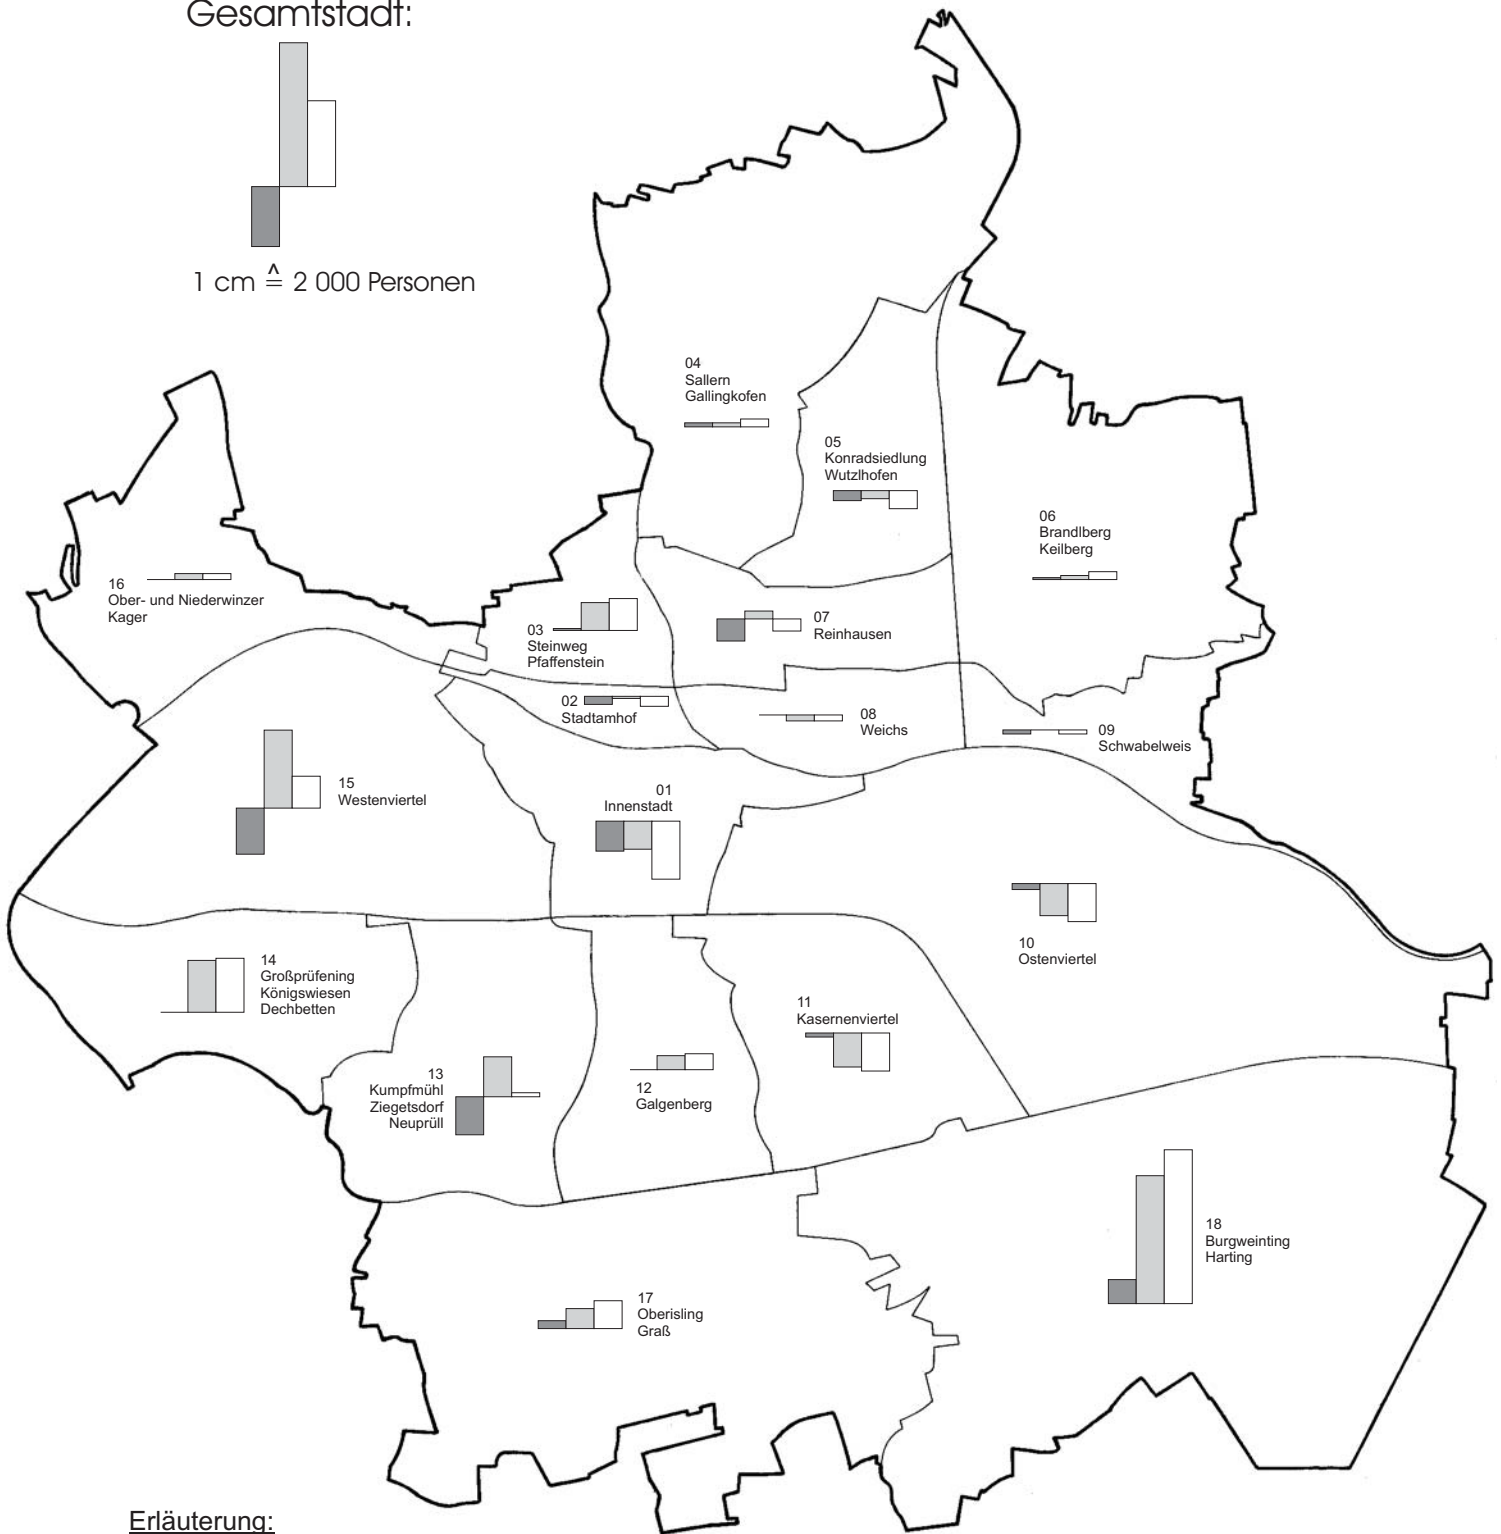 Gesamtstadt:
1 cm ≙ 2 000 Personen
04
Sallern
Gallingkofen
05
Konradsiedlung
Wutzlhofen
06
Brandlberg
Keilberg
16
Ober- und Niederwinzer
Kager
03
Steinweg
Pfaffenstein
07
Reinhausen
02
Stadtamhof
08
Weichs
09
Schwabelweis
15
Westenviertel
01
Innenstadt
10
Ostenviertel
14
Großprüfening
Königswiesen
Dechbetten
11
Kasernenviertel
13
Kumpfmühl
Ziegetsdorf
Neuprüll
12
Galgenberg
18
Burgweinting
Harting
17
Oberisling
Graß
Erläuterung: